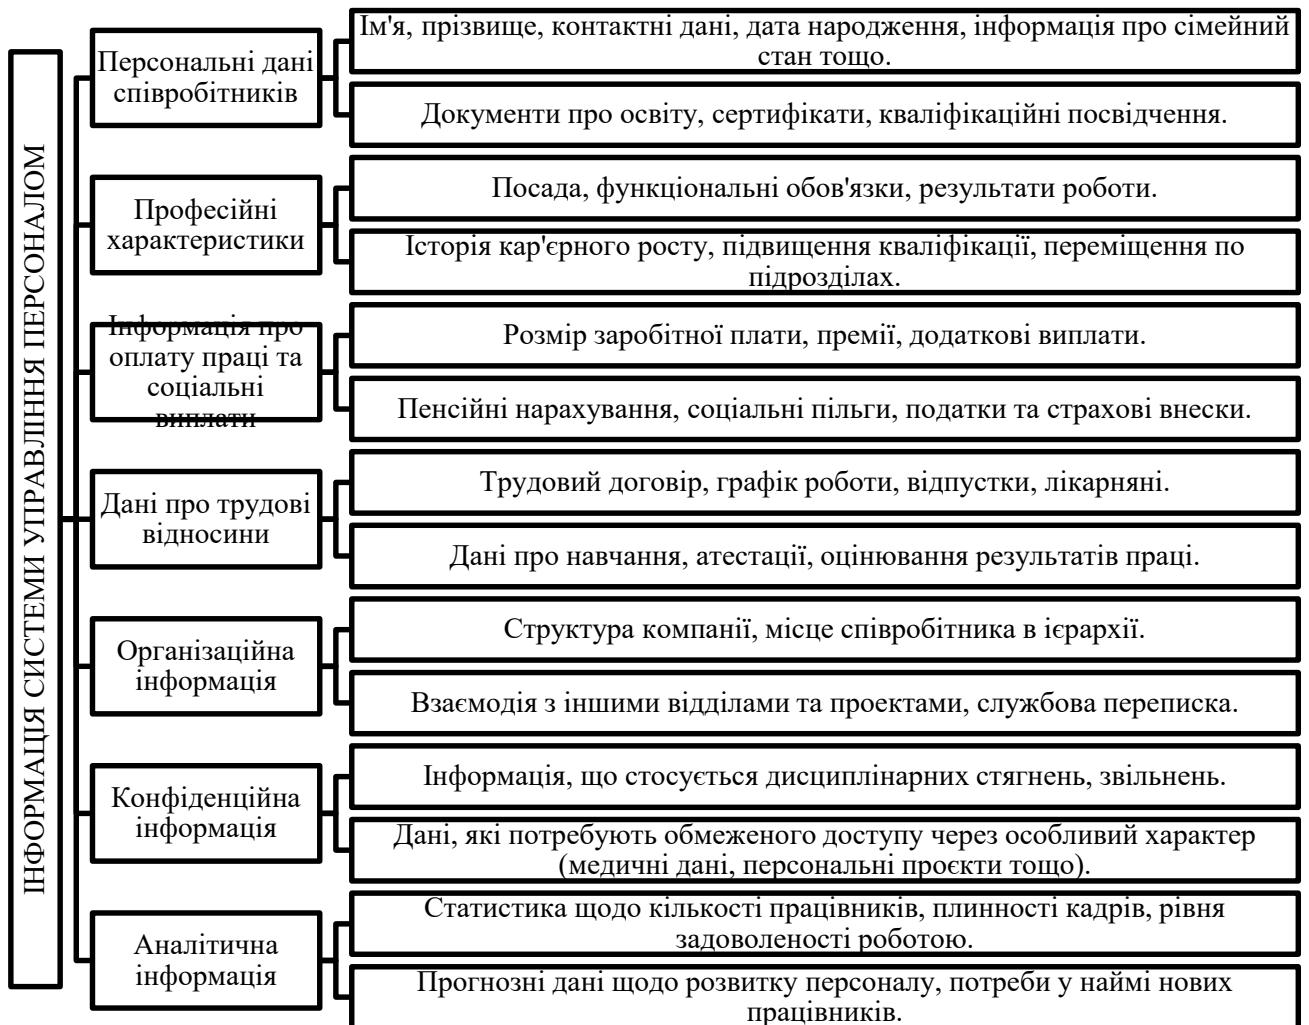 ІНФОРМАЦІЯ СИСТЕМИ УПРАВЛІННЯ ПЕРСОНАЛОМ
Персональні дані
співробітників
Ім'я, прізвище, контактні дані, дата народження, інформація про сімейний
стан тощо.
Документи про освіту, сертифікати, кваліфікаційні посвідчення.
Професійні
характеристики
Посада, функціональні обов'язки, результати роботи.
Історія кар'єрного росту, підвищення кваліфікації, переміщення по
підрозділах.
Інформація про
оплату праці та
соціальні
виплати
Розмір заробітної плати, премії, додаткові виплати.
Пенсійні нарахування, соціальні пільги, податки та страхові внески.
Дані про трудові
відносини
Трудовий договір, графік роботи, відпустки, лікарняні.
Дані про навчання, атестації, оцінювання результатів праці.
Організаційна
інформація
Структура компанії, місце співробітника в ієрархії.
Взаємодія з іншими відділами та проектами, службова переписка.
Конфіденційна
інформація
Інформація, що стосується дисциплінарних стягнень, звільнень.
Дані, які потребують обмеженого доступу через особливий характер
(медичні дані, персональні проєкти тощо).
Аналітична
інформація
Статистика щодо кількості працівників, плинності кадрів, рівня
задоволеності роботою.
Прогнозні дані щодо розвитку персоналу, потреби у наймі нових
працівників.